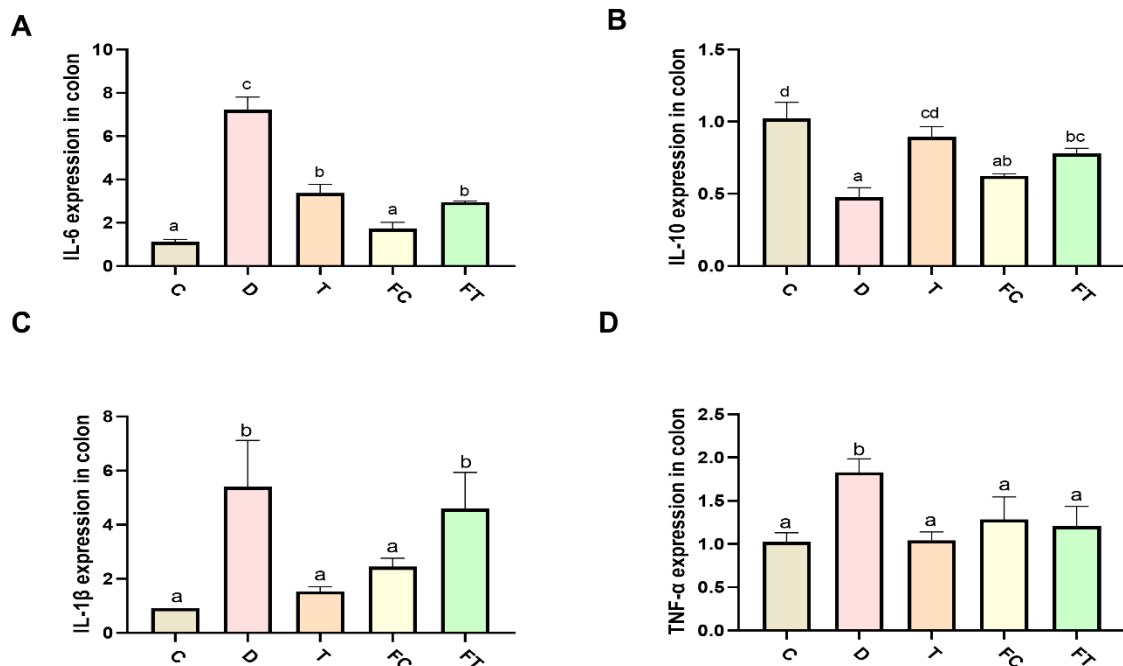 A
IL-6 expression in colon
10
8
6
4
2
0
a
c
b
a
b
C
D
T
FC
FT
B
IL-10 expression in colon
1.5
1.0
0.5
0.0
d
a
cd
ab
bc
C
D
T
FC
FT
C
IL-1β expression in colon
8
6
4
2
0
a
b
a
a
b
C
D
T
FC
FT
D
TNF-α expression in colon
2.5
2.0
1.5
1.0
0.5
0.0
a
b
a
a
a
C
D
T
FC
FT